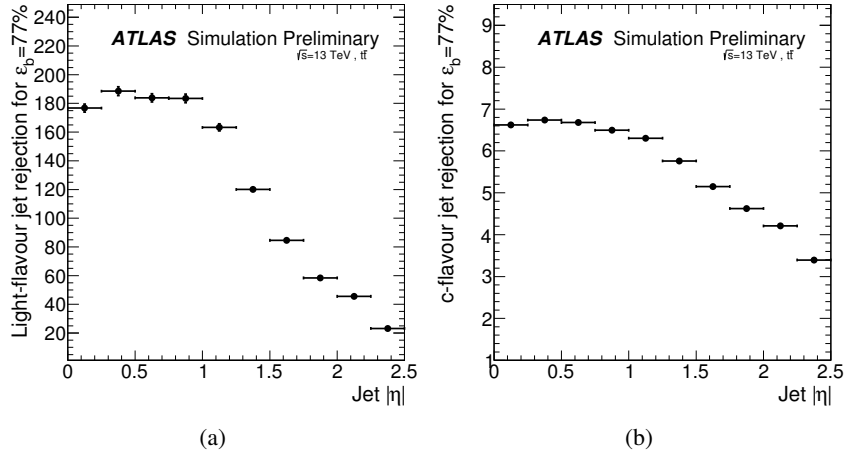 ATLAS Simulation Preliminary
√s=13 TeV , tt̄
Light-flavour jet rejection for ε_b=77%
240
220
200
180
160
140
120
100
80
60
40
20
0 0.5 1 1.5 2 2.5
Jet |η|
(a)
ATLAS Simulation Preliminary
√s=13 TeV , tt̄
c-flavour jet rejection for ε_b=77%
9
8
7
6
5
4
3
2
1
0 0.5 1 1.5 2 2.5
Jet |η|
(b)